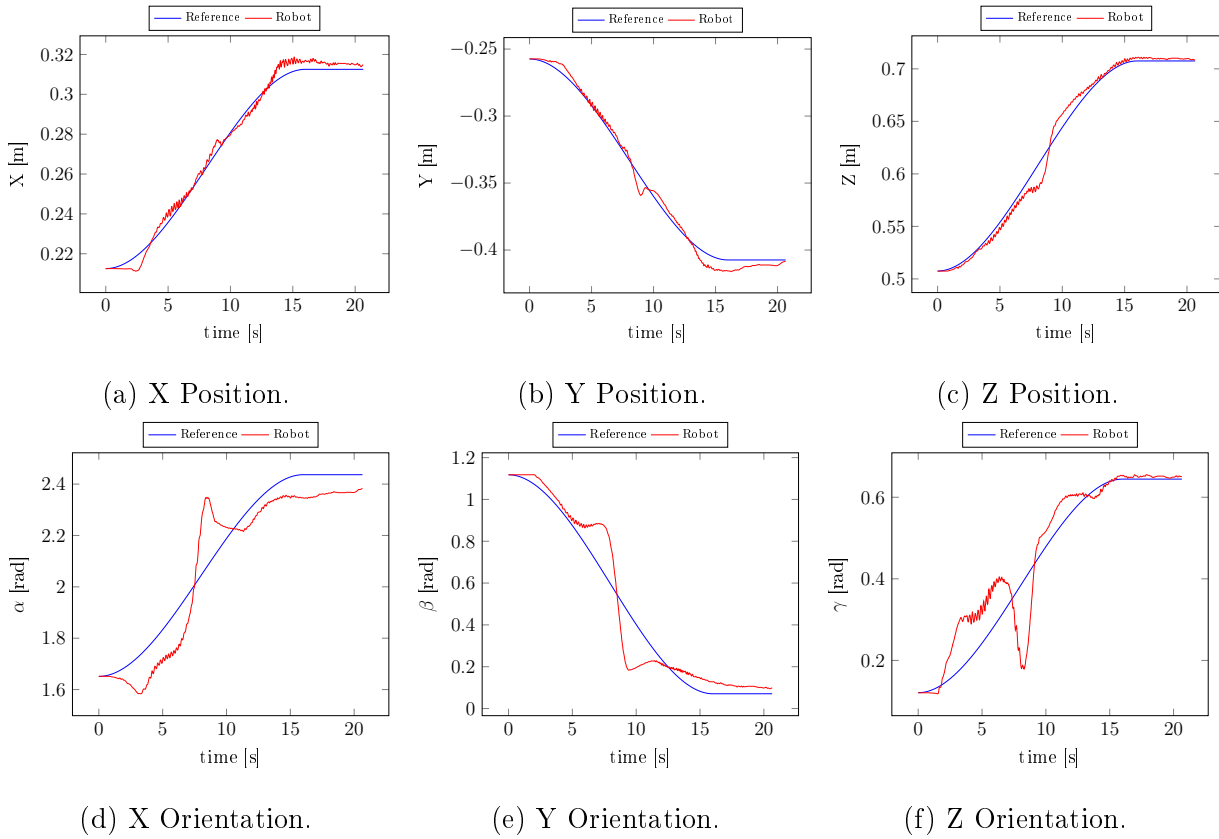 Reference Robot
0.32
0.3
0.28
0.26
0.24
0.22
X [m]
0 5 10 15 20
time [s]
(a) X Position.
Reference Robot
−0.25
−0.3
−0.35
−0.4
Y [m]
0 5 10 15 20
time [s]
(b) Y Position.
Reference Robot
0.7
0.65
0.6
0.55
0.5
Z [m]
0 5 10 15 20
time [s]
(c) Z Position.
Reference Robot
2.4
2.2
2
1.8
1.6
α [rad]
0 5 10 15 20
time [s]
(d) X Orientation.
Reference Robot
1.2
1
0.8
0.6
0.4
0.2
0
β [rad]
0 5 10 15 20
time [s]
(e) Y Orientation.
Reference Robot
0.6
0.4
0.2
γ [rad]
0 5 10 15 20
time [s]
(f) Z Orientation.